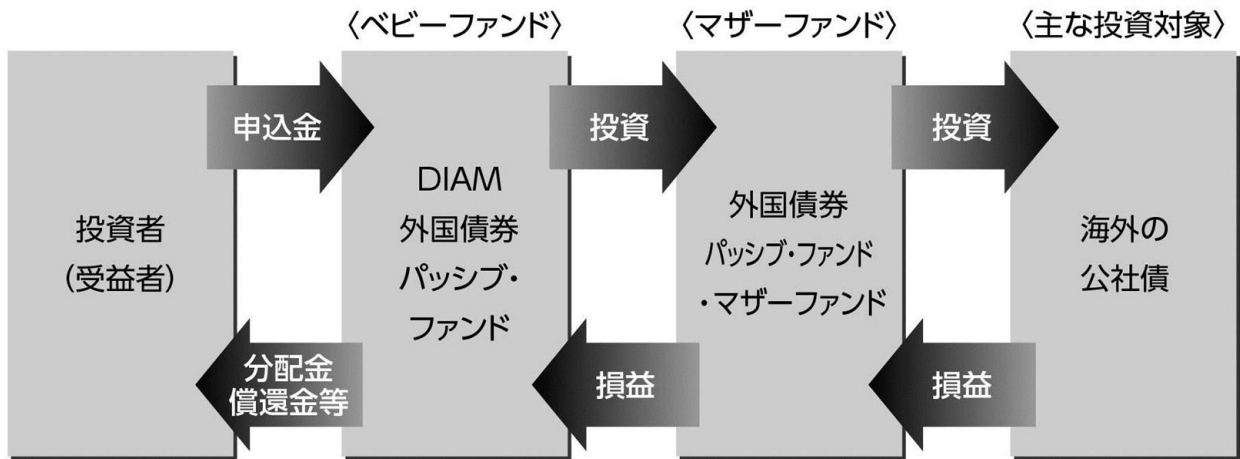 〈ベビーファンド〉
〈マザーファンド〉
〈主な投資対象〉
申込金
投資
投資
投資者
(受益者)
DIAM
外国債券
パッシブ・
ファンド
外国債券
パッシブ・ファンド
・マザーファンド
海外の
公社債
分配金
償還金等
損益
損益